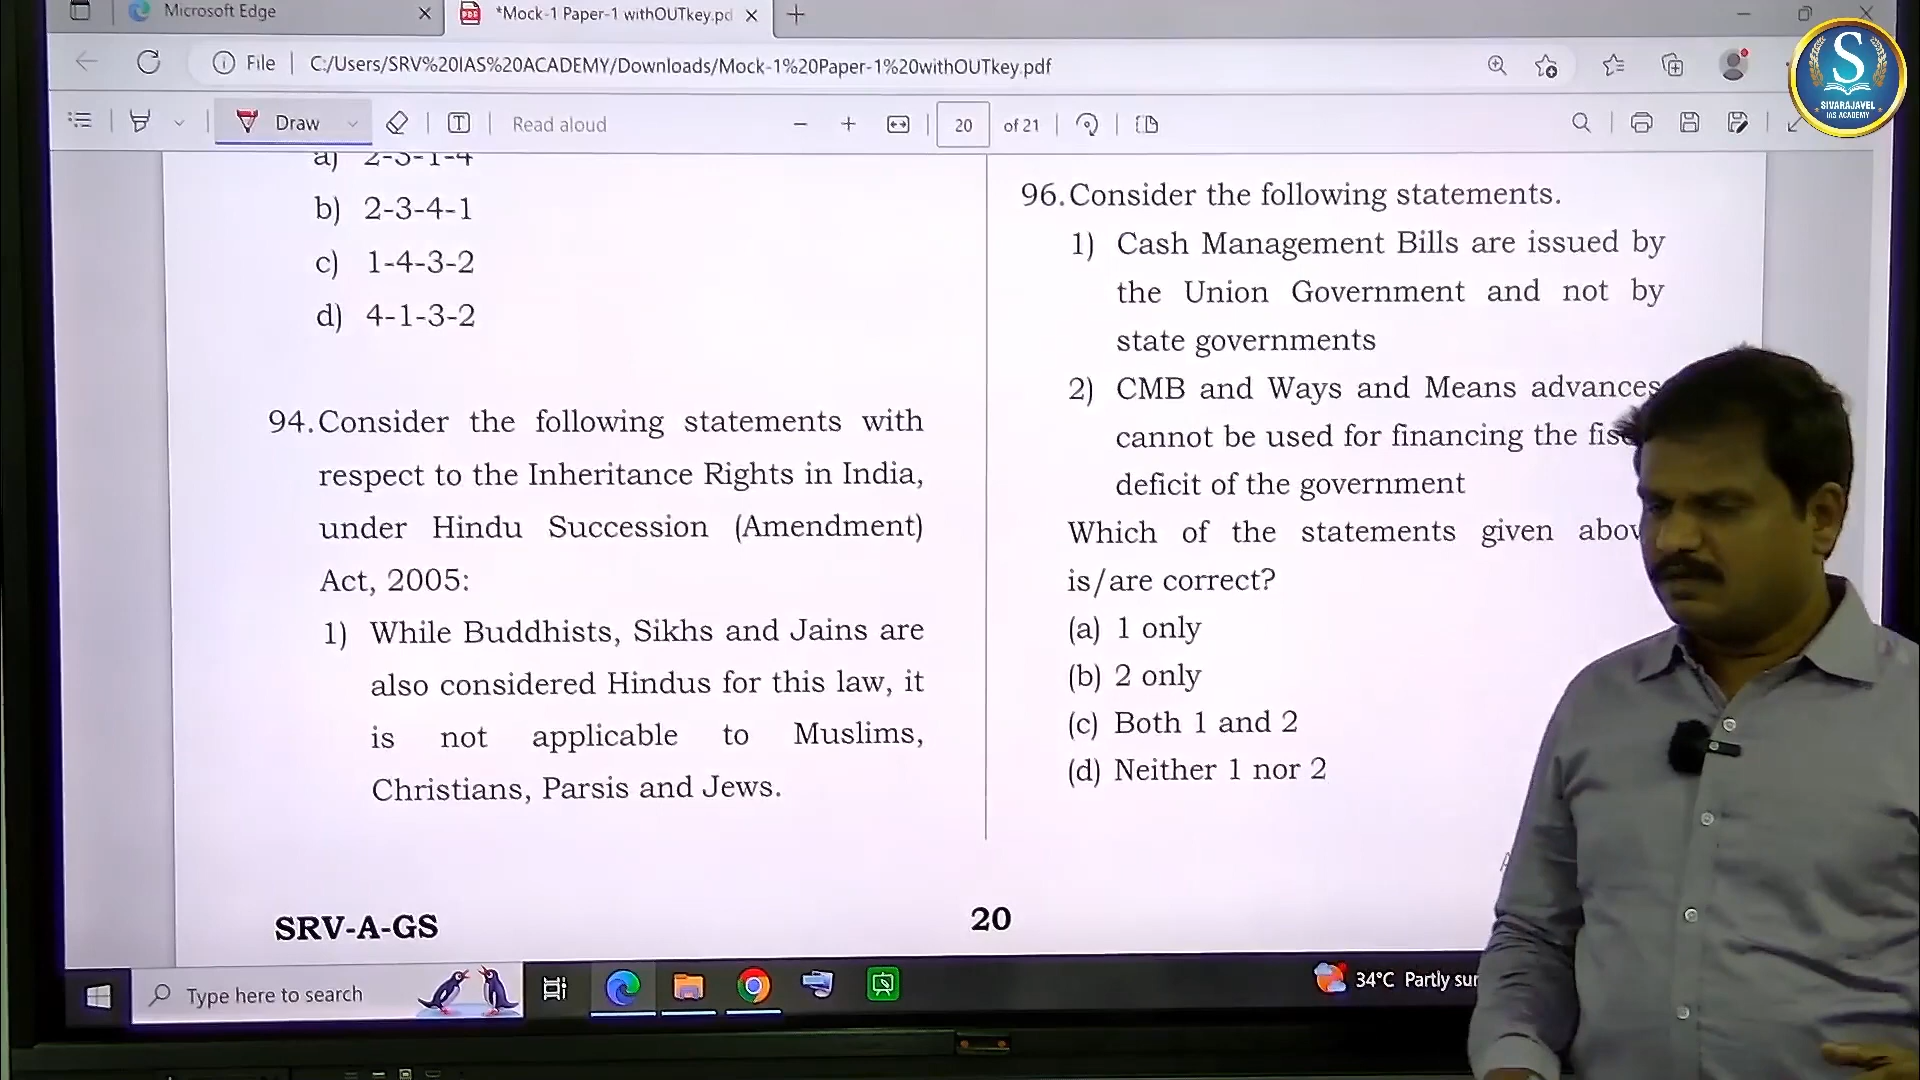 Microsoft Edge
*Mock-1 Paper-1 withOUTkey.pd
File
C:/Users/SRV%20IAS%20ACADEMY/Downloads/Mock-1%20Paper-1%20withOUTkey.pdf
S
SIVARAJAVEL
IAS ACADEMY
Draw
T
Read aloud
20
of 21
a) 2-3-1-4
b) 2-3-4-1
c) 1-4-3-2
d) 4-1-3-2
94. Consider the following statements with
respect to the Inheritance Rights in India,
under Hindu Succession (Amendment)
Act, 2005:
1) While Buddhists, Sikhs and Jains are
also considered Hindus for this law, it
is not applicable to Muslims,
Christians, Parsis and Jews.
96. Consider the following statements.
1) Cash Management Bills are issued by
the Union Government and not by
state governments
2) CMB and Ways and Means advances
cannot be used for financing the fis
deficit of the government
Which of the statements given abov
is/are correct?
(a) 1 only
(b) 2 only
(c) Both 1 and 2
(d) Neither 1 nor 2
SRV-A-GS
20
Type here to search
34°C Partly sun